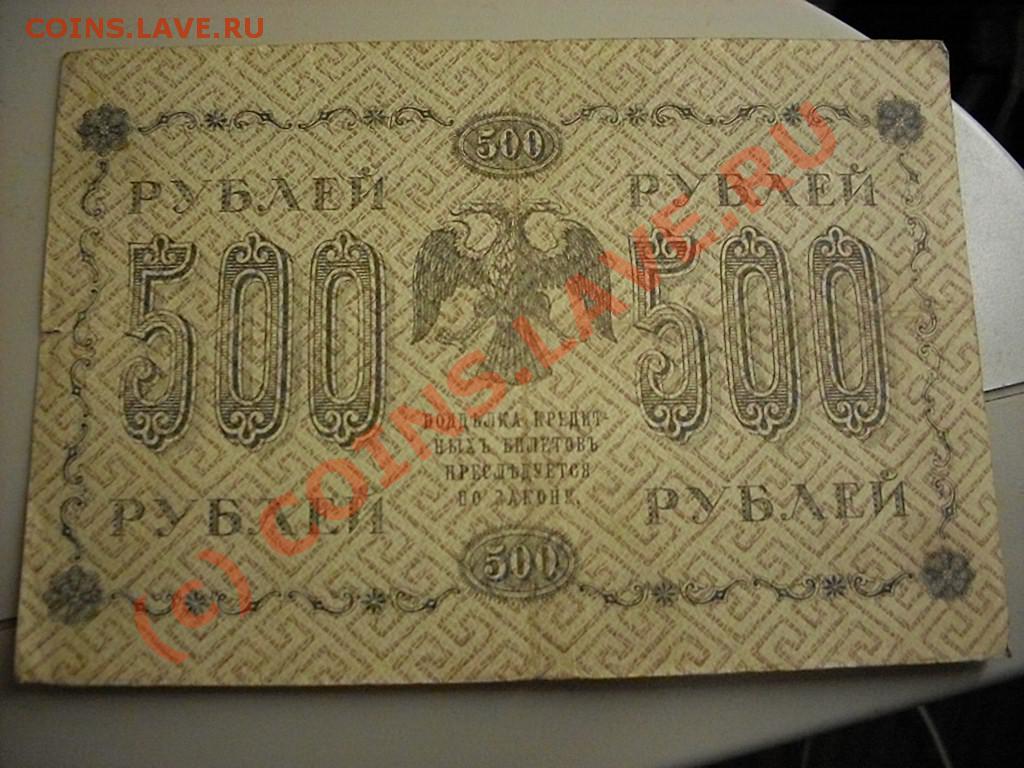 COINS.LAVE.RU
500
РУБЛЕЙ РУБЛЕЙ
500 500
ПОДДѢЛКА КРЕДИТ-
НЫХЪ БИЛЕТОВЪ
ПРЕСЛѢДУЕТСЯ
ПО ЗАКОНУ.
РУБЛЕЙ РУБЛЕЙ
500
(c) COINS.LAVE.RU